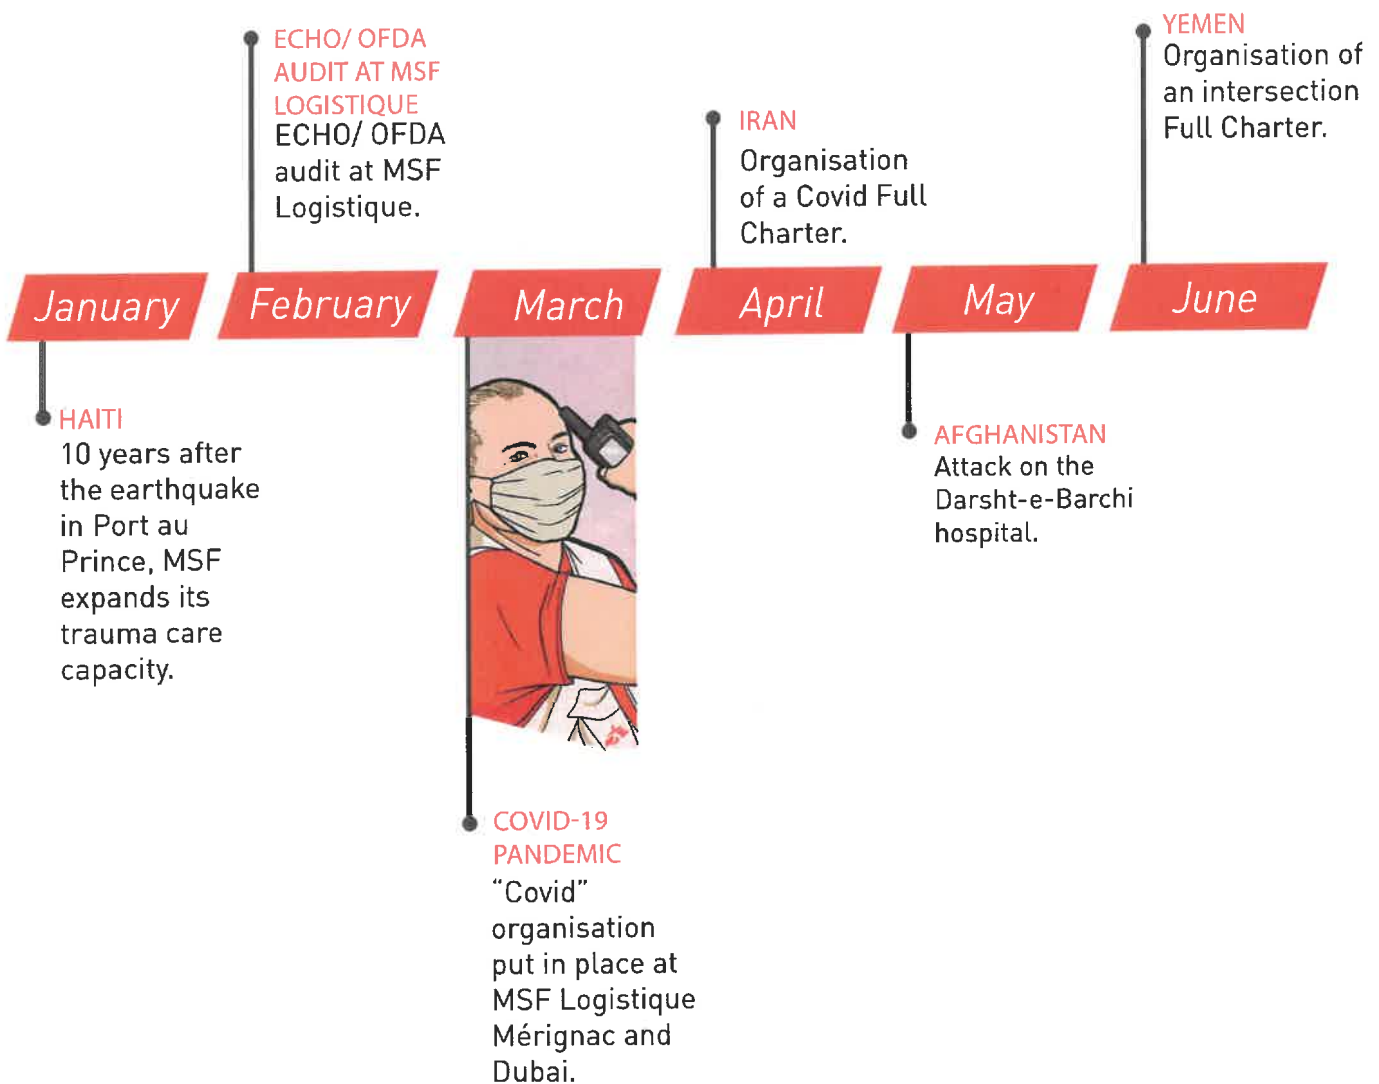 ECHO/ OFDA
AUDIT AT MSF
LOGISTIQUE
ECHO/ OFDA
audit at MSF
Logistique.
IRAN
Organisation
of a Covid Full
Charter.
YEMEN
Organisation of
an intersection
Full Charter.
January
February
March
April
May
June
HAITI
10 years after
the earthquake
in Port au
Prince, MSF
expands its
trauma care
capacity.
COVID-19
PANDEMIC
“Covid”
organisation
put in place at
MSF Logistique
Mérignac and
Dubai.
AFGHANISTAN
Attack on the
Darsht-e-Barchi
hospital.